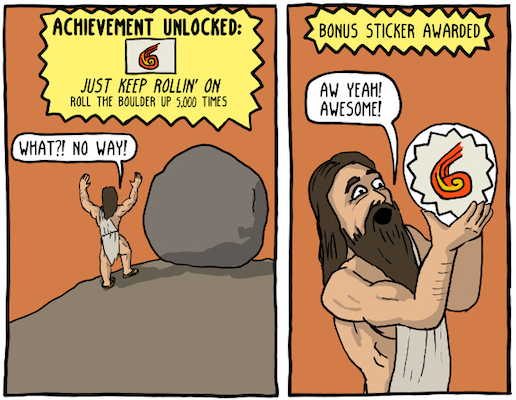 ACHIEVEMENT UNLOCKED:
JUST KEEP ROLLIN' ON
ROLL THE BOULDER UP 5,000 TIMES
WHAT?! NO WAY!
BONUS STICKER AWARDED
AW YEAH!
AWESOME!